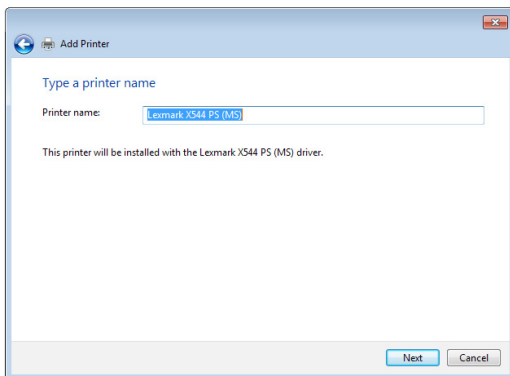 Add Printer
Type a printer name
Printer name: Lexmark X544 PS (MS)
This printer will be installed with the Lexmark X544 PS (MS) driver.
Next Cancel